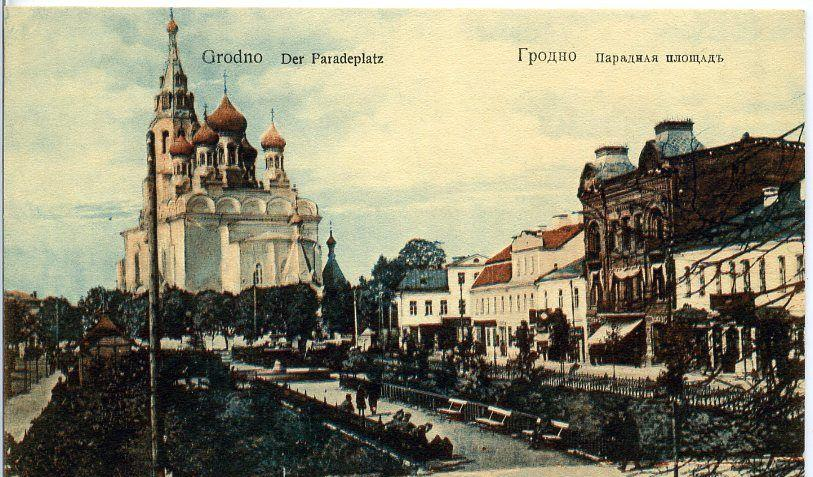 Grodno Der Paradeplatz
Гродно Парадная площадь